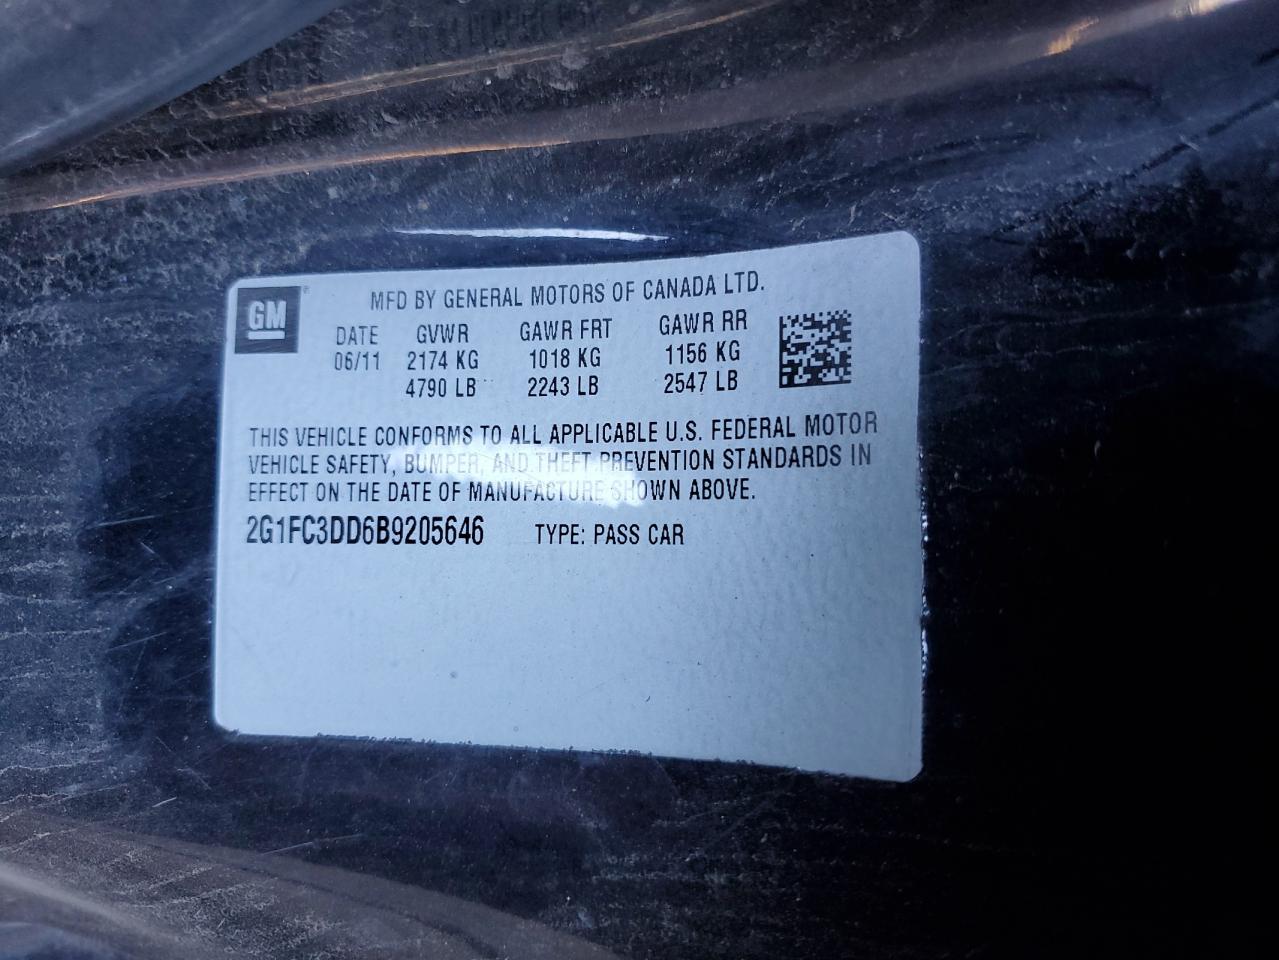 GM
MFD BY GENERAL MOTORS OF CANADA LTD.
DATE GVWR GAWR FRT GAWR RR
06/11 2174 KG 1018 KG 1156 KG
4790 LB 2243 LB 2547 LB
THIS VEHICLE CONFORMS TO ALL APPLICABLE U.S. FEDERAL MOTOR
VEHICLE SAFETY, BUMPER, AND THEFT PREVENTION STANDARDS IN
EFFECT ON THE DATE OF MANUFACTURE SHOWN ABOVE.
2G1FC3DD6B9205646 TYPE: PASS CAR